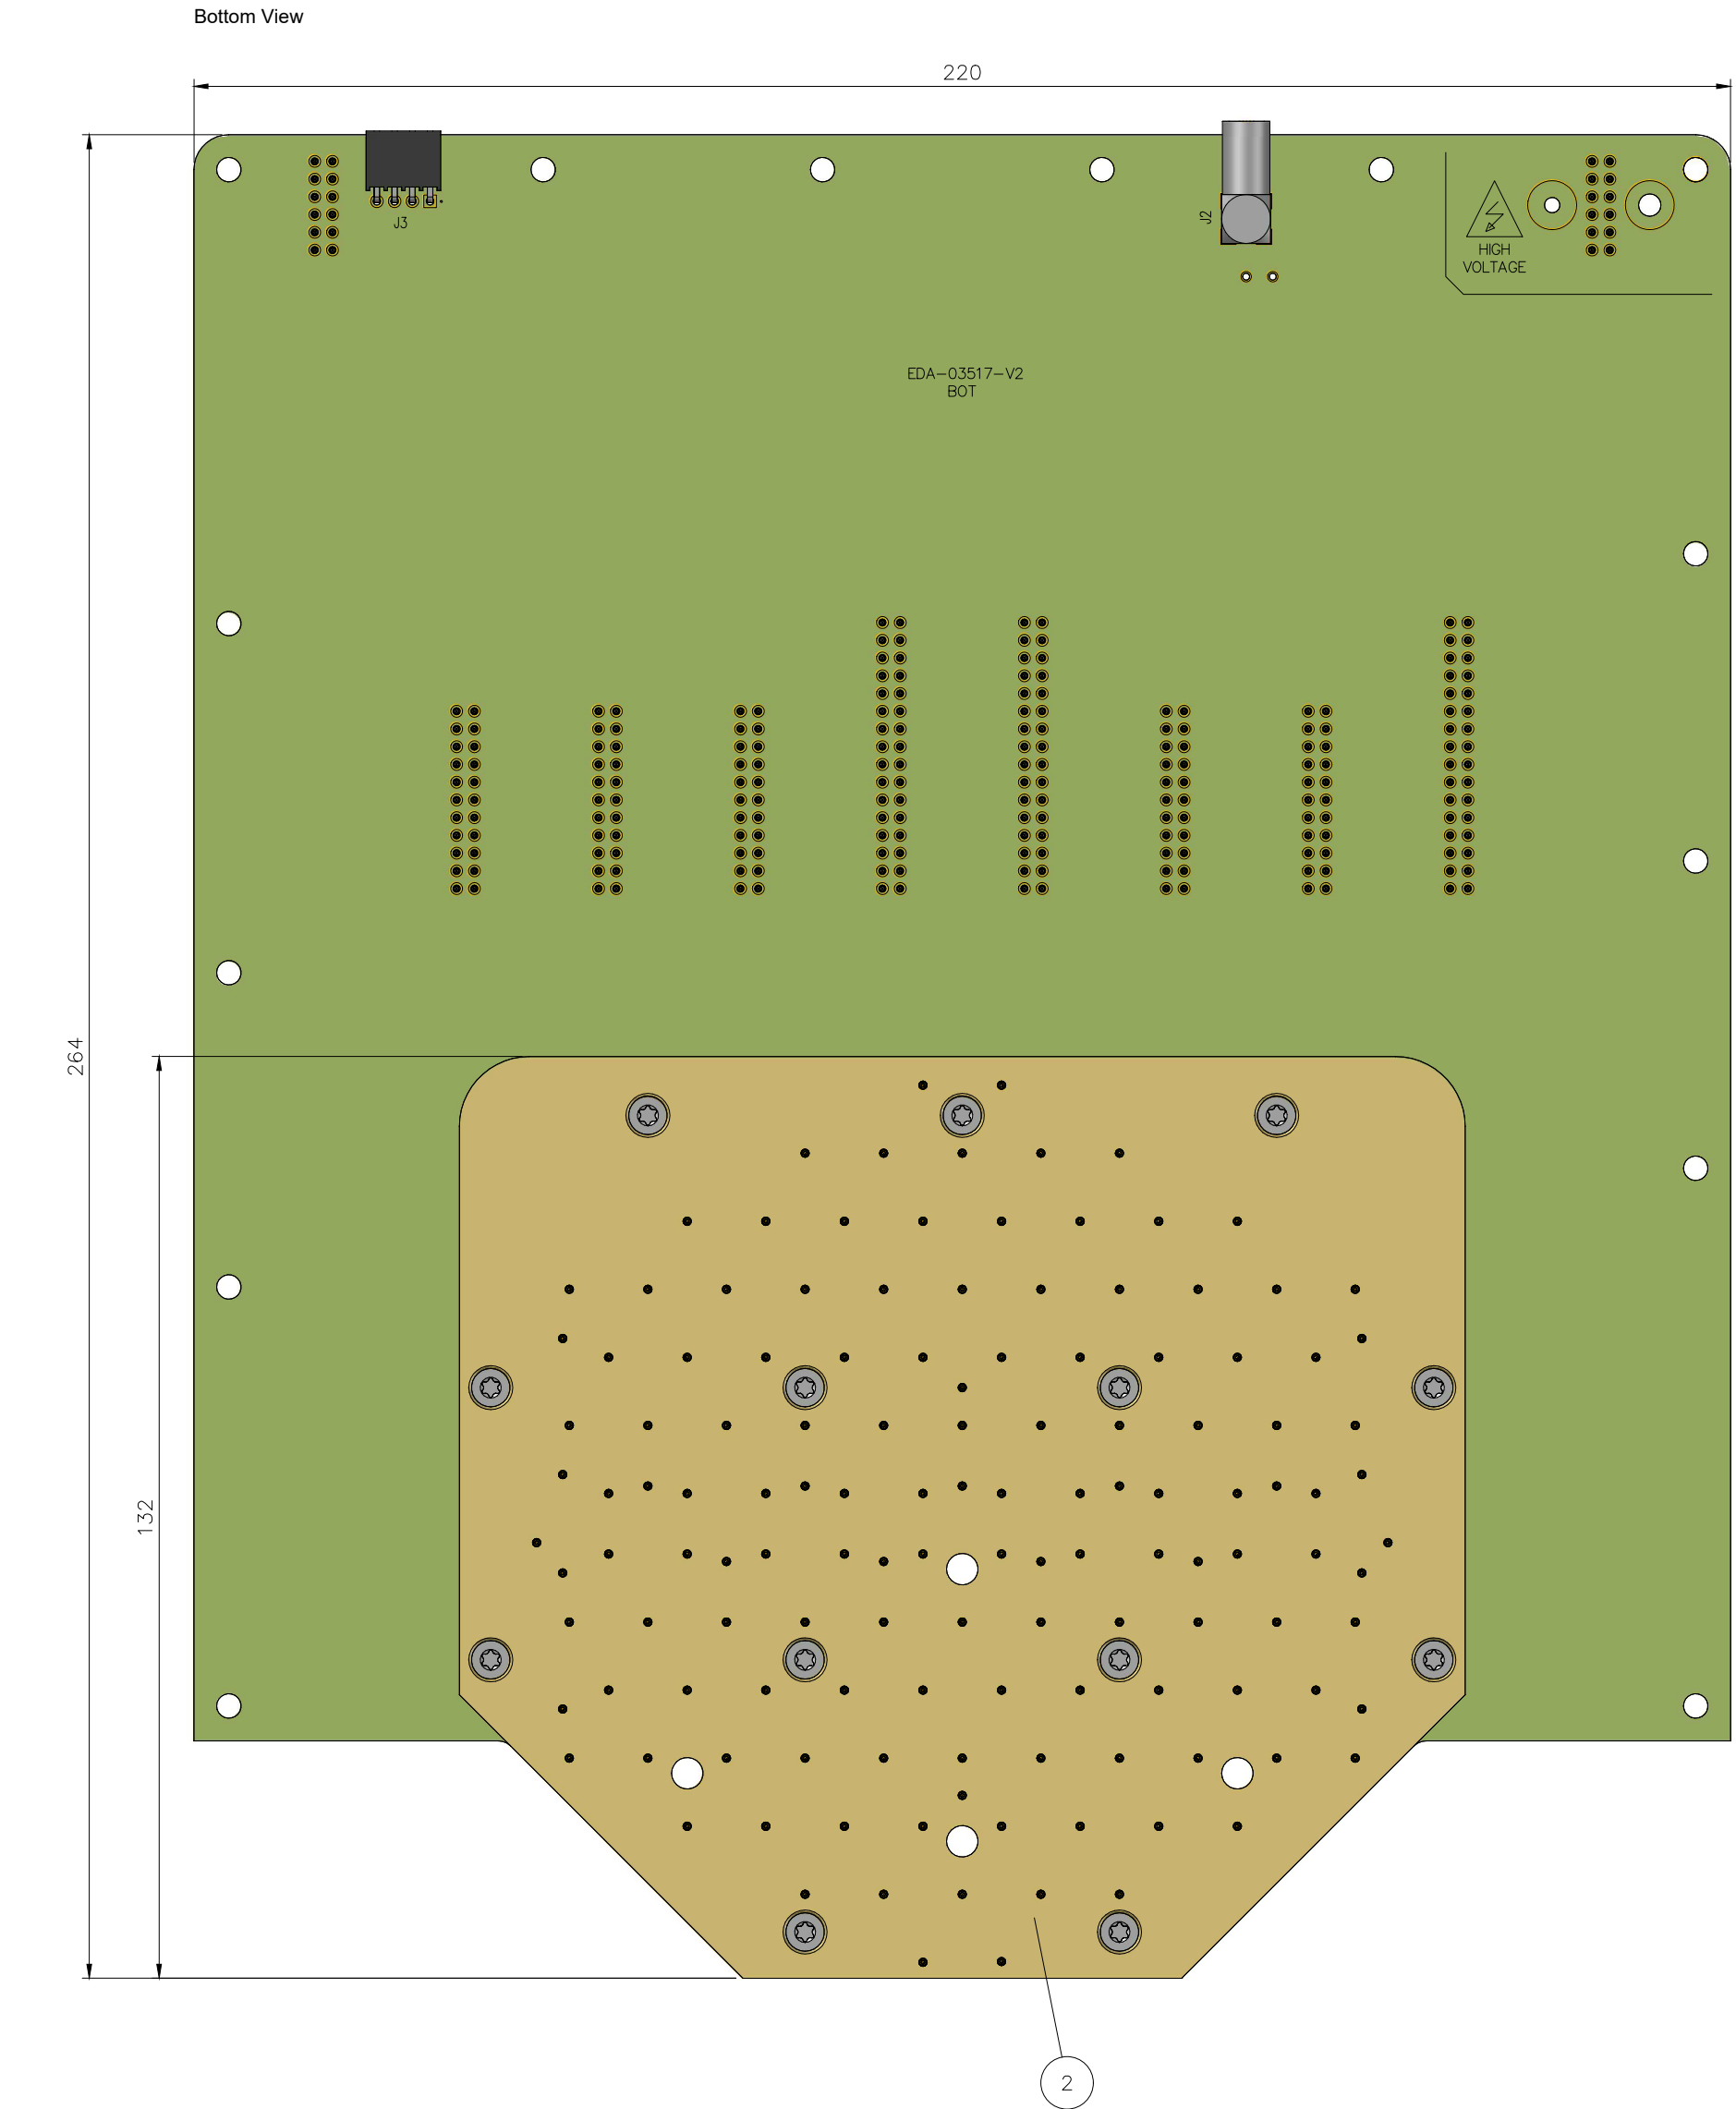 Bottom View
220
J3
J2
HIGH
VOLTAGE
EDA-03517-V2
BOT
264
132
2